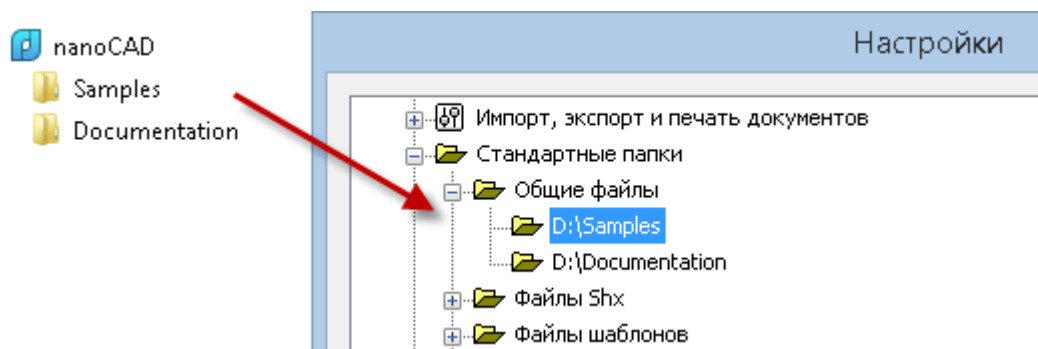 nanoCAD
Samples
Documentation
Настройки
Импорт, экспорт и печать документов
Стандартные папки
Общие файлы
D:\Samples
D:\Documentation
Файлы Shx
Файлы шаблонов